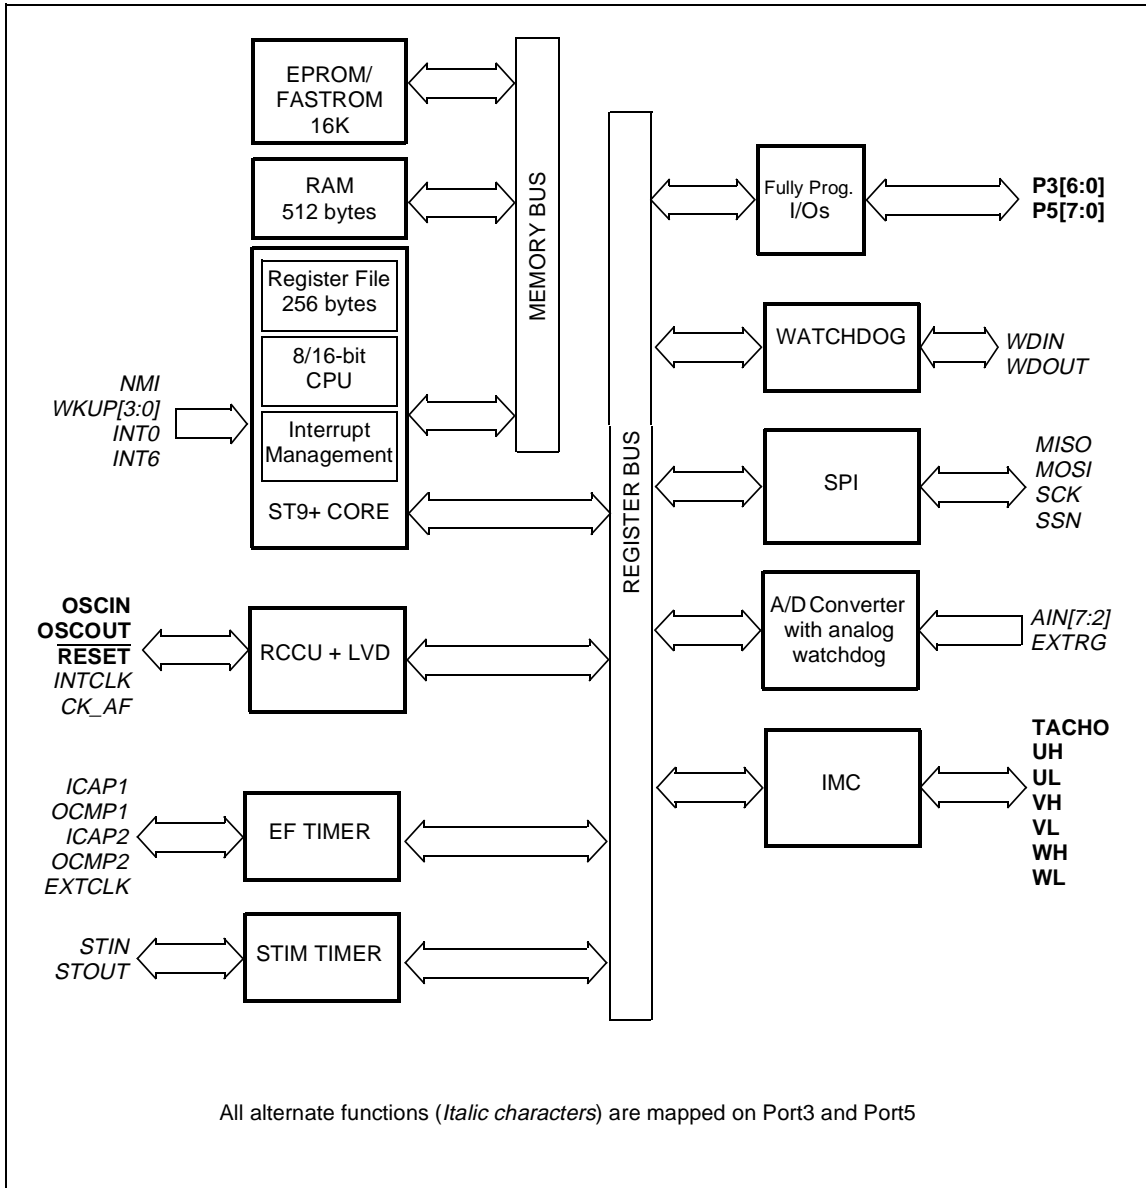 EPROM/
FASTROM
16K
RAM
512 bytes
Register File
256 bytes
8/16-bit
CPU
Interrupt
Management
ST9+ CORE
NMI
WKUP[3:0]
INT0
INT6
MEMORY BUS
OSCIN
OSCOUT
RESET
INTCLK
CK_AF
RCCU + LVD
ICAP1
OCMP1
ICAP2
OCMP2
EXTCLK
EF TIMER
STIN
STOUT
STIM TIMER
REGISTER BUS
Fully Prog.
I/Os
P3[6:0]
P5[7:0]
WATCHDOG
WDIN
WDOUT
SPI
MISO
MOSI
SCK
SSN
A/D Converter
with analog
watchdog
AIN[7:2]
EXTRG
IMC
TACHO
UH
UL
VH
VL
WH
WL
All alternate functions (Italic characters) are mapped on Port3 and Port5